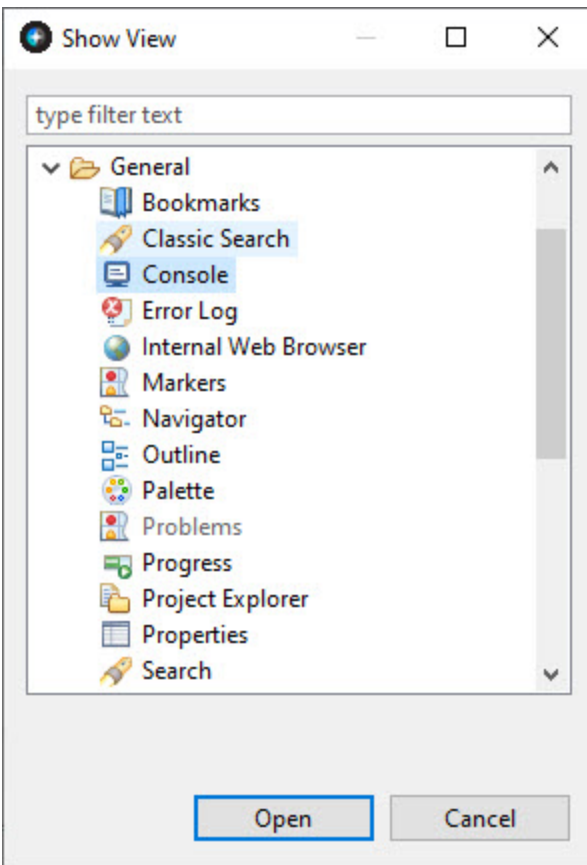 Show View
type filter text
General
Bookmarks
Classic Search
Console
Error Log
Internal Web Browser
Markers
Navigator
Outline
Palette
Problems
Progress
Project Explorer
Properties
Search
Open Cancel